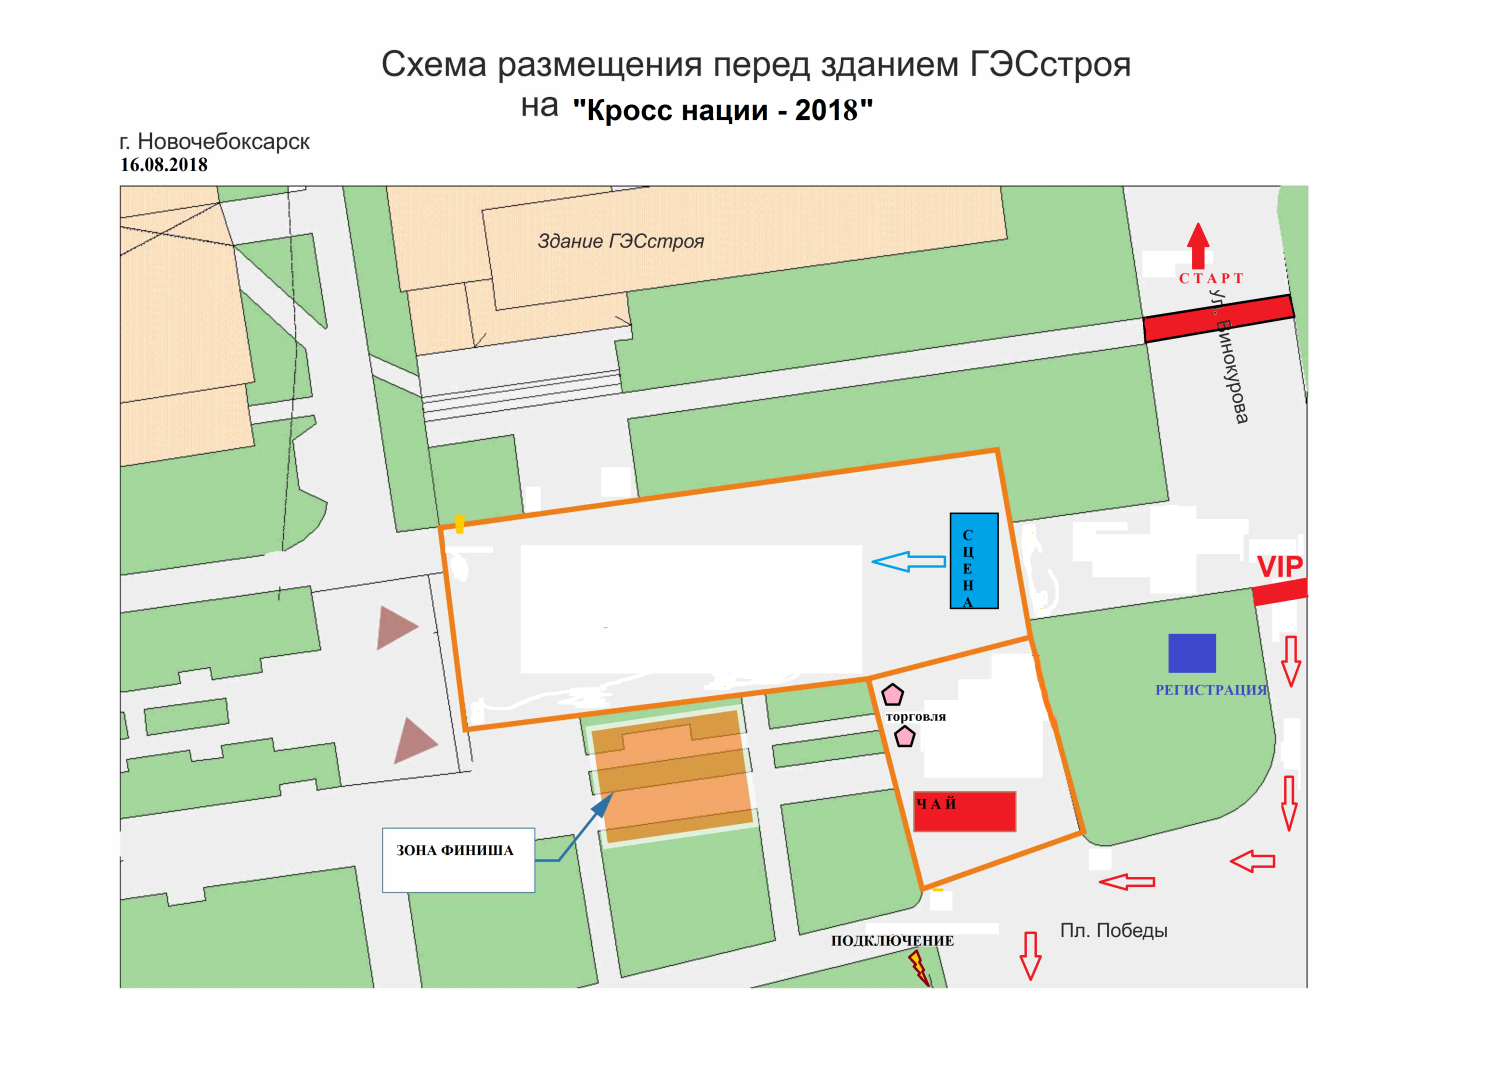 Схема размещения перед зданием ГЭСстроя
на "Кросс нации - 2018"
г. Новочебоксарск
16.08.2018
Здание ГЭСстроя
СТАРТ
ул. Винокурова
СЦЕНА
VIP
РЕГИСТРАЦИЯ
торговля
ЧАЙ
ЗОНА ФИНИША
Пл. Победы
ПОДКЛЮЧЕНИЕ